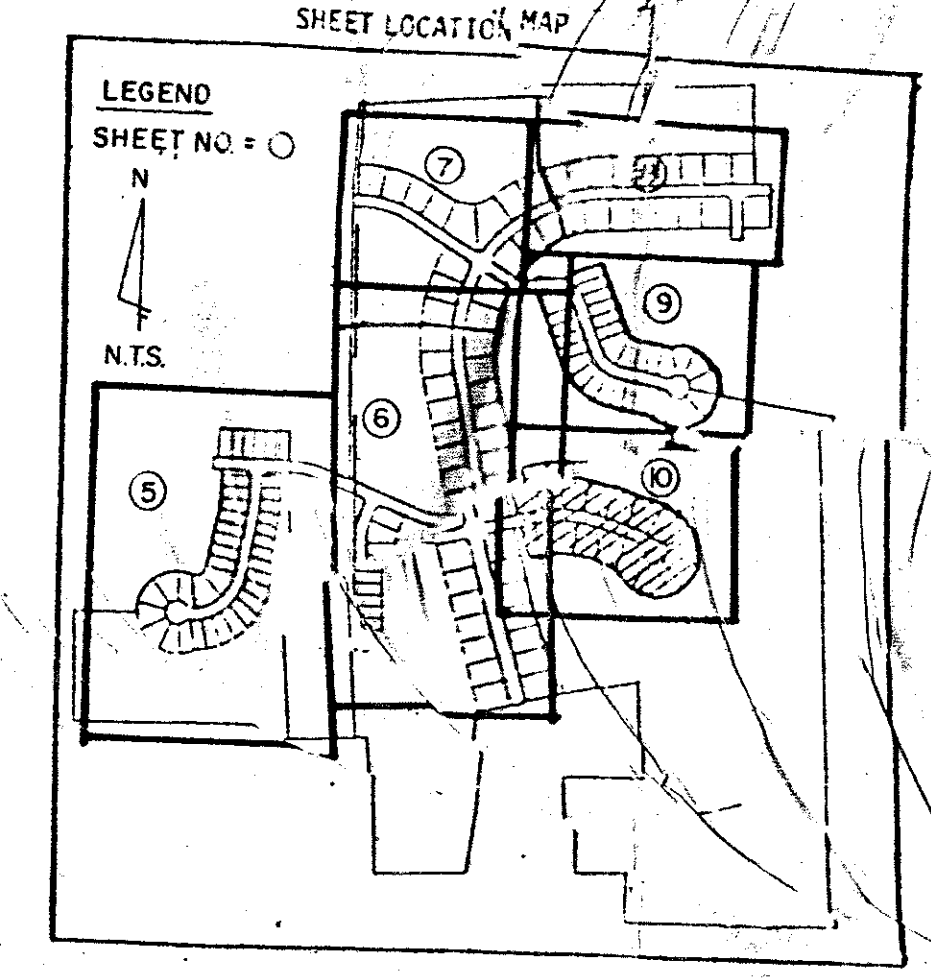 SHEET LOCATION MAP
LEGEND
SHEET NO. = ○
N
N.T.S.
7
9
6
5
10